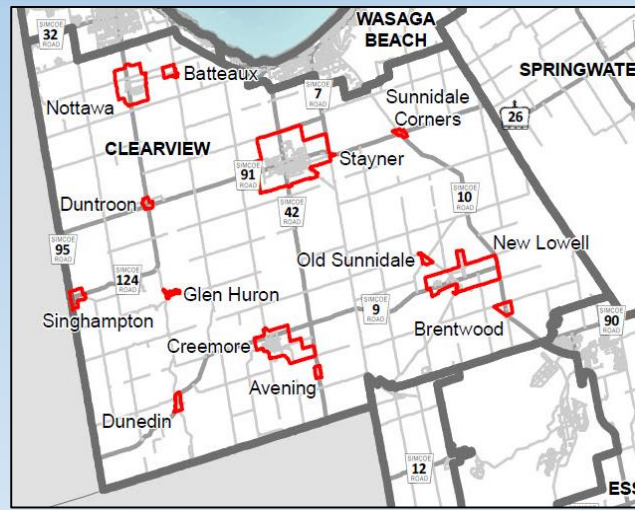 WASAGA
BEACH
SIMCOE
32
ROAD
Batteaux
SPRINGWATE
Nottawa
SIMCOE
7
ROAD
Sunnidale
Corners
26
CLEARVIEW
Stayner
SIMCOE
91
ROAD
Duntroon
SIMCOE
42
ROAD
SIMCOE
10
ROAD
SIMCOE
95
ROAD
New Lowell
Old Sunnidale
SIMCOE
124
ROAD
Glen Huron
Singhampton
SIMCOE
9
ROAD
Brentwood
SIMCOE
90
ROAD
Creemore
Avening
Dunedin
SIMCOE
12
ROAD
ESS